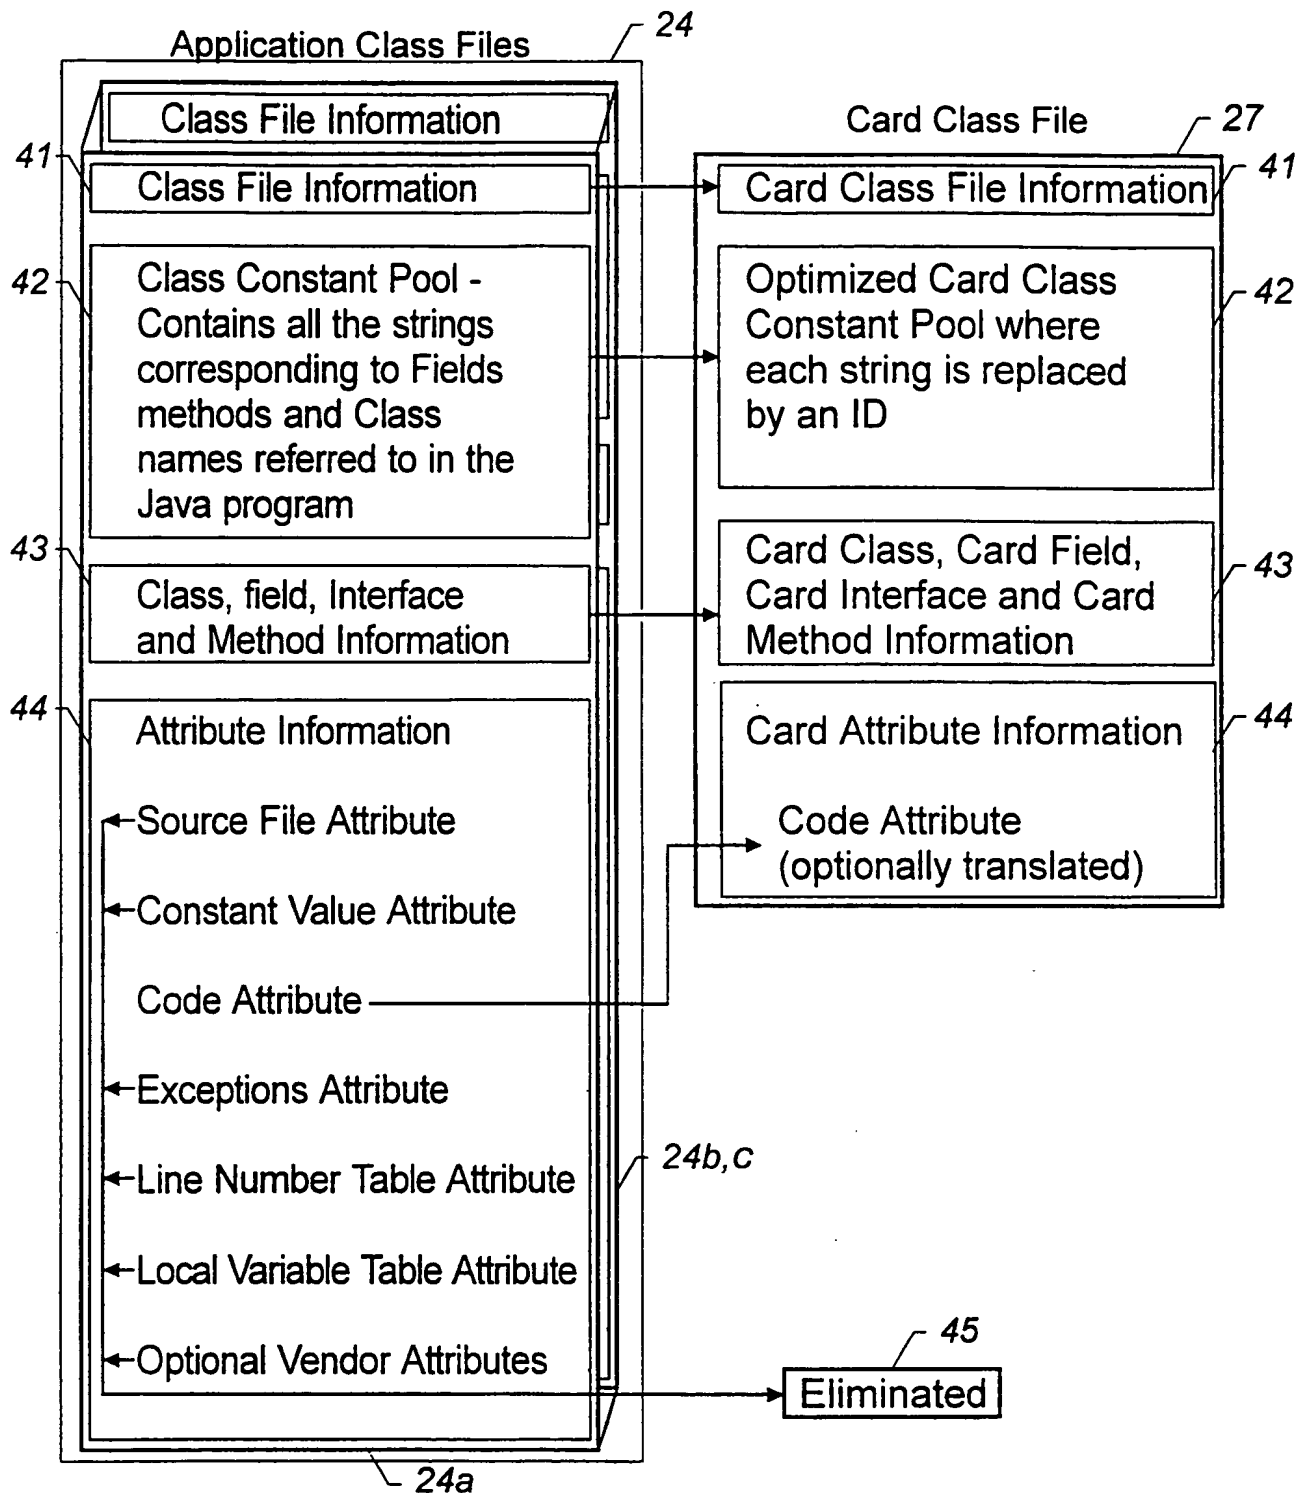 24
Application Class Files
Class File Information
41
Class File Information
42
Class Constant Pool -
Contains all the strings
corresponding to Fields
methods and Class
names referred to in the
Java program
43
Class, field, Interface
and Method Information
44
Attribute Information
Source File Attribute
Constant Value Attribute
Code Attribute
Exceptions Attribute
Line Number Table Attribute
Local Variable Table Attribute
Optional Vendor Attributes
24b,c
24a
Card Class File
27
Card Class File Information
41
Optimized Card Class
Constant Pool where
each string is replaced
by an ID
42
Card Class, Card Field,
Card Interface and Card
Method Information
43
Card Attribute Information
44
Code Attribute
(optionally translated)
45
Eliminated